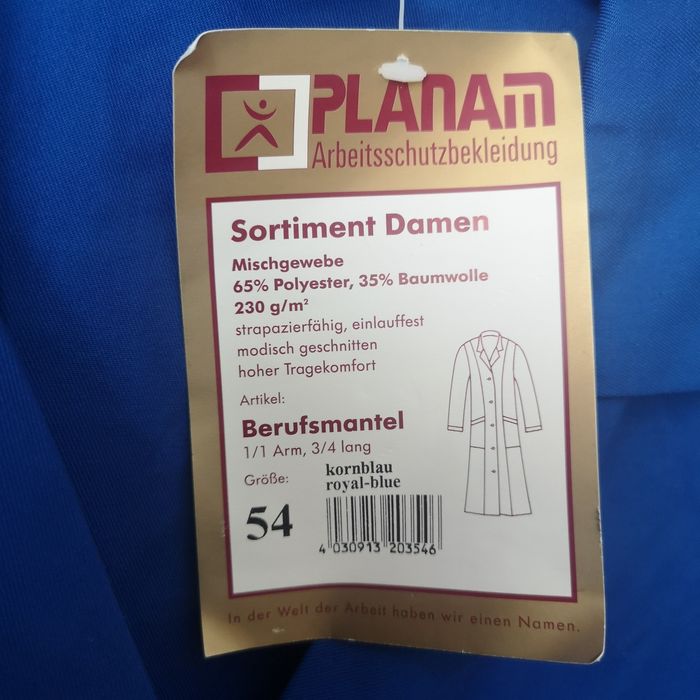 PLANAM
Arbeitsschutzbekleidung
Sortiment Damen
Mischgewebe
65% Polyester, 35% Baumwolle
230 g/m²
strapazierfähig, einlauffest
modisch geschnitten
hoher Tragekomfort
Artikel:
Berufsmantel
1/1 Arm, 3/4 lang
Größe:
kornblau
royal-blue
54
4 030913 203546
In der Welt der Arbeit haben wir einen Namen.